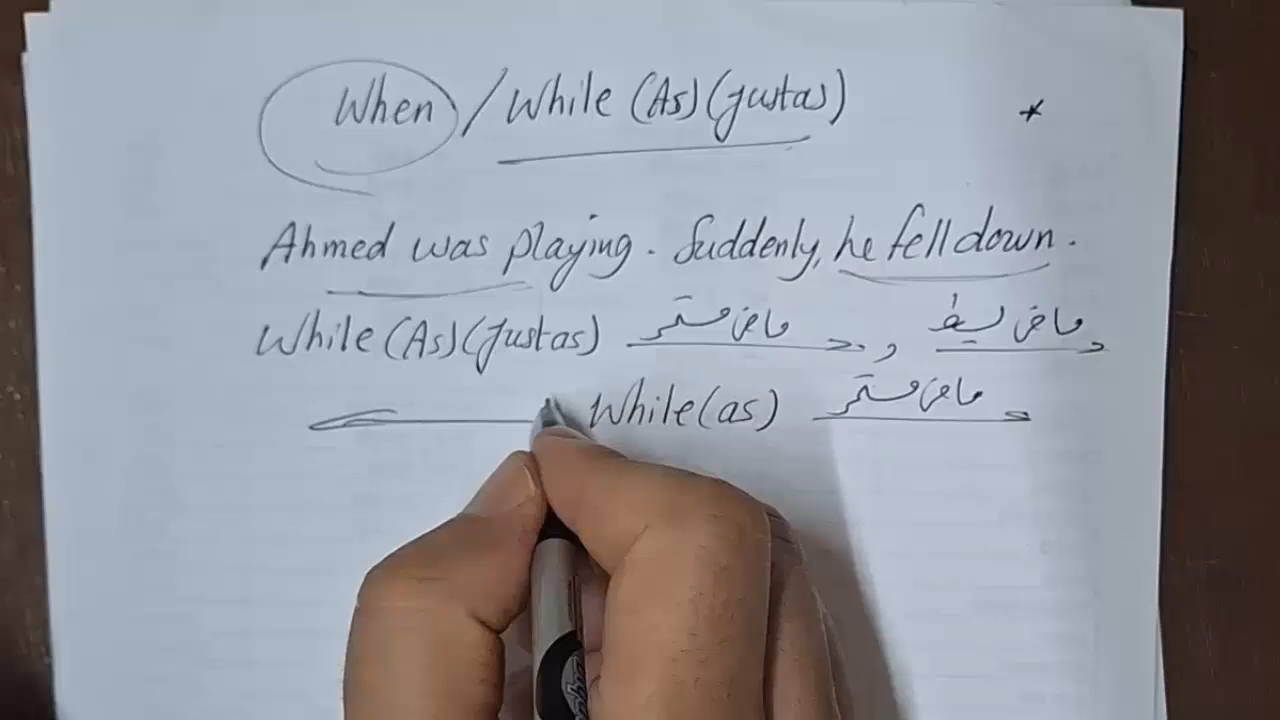 When / While (As) (just as) *
Ahmed was playing. Suddenly, he fell down.
While (As) (Just as) ماض مستمر , ماض بسيط
While (as) ماض مستمر